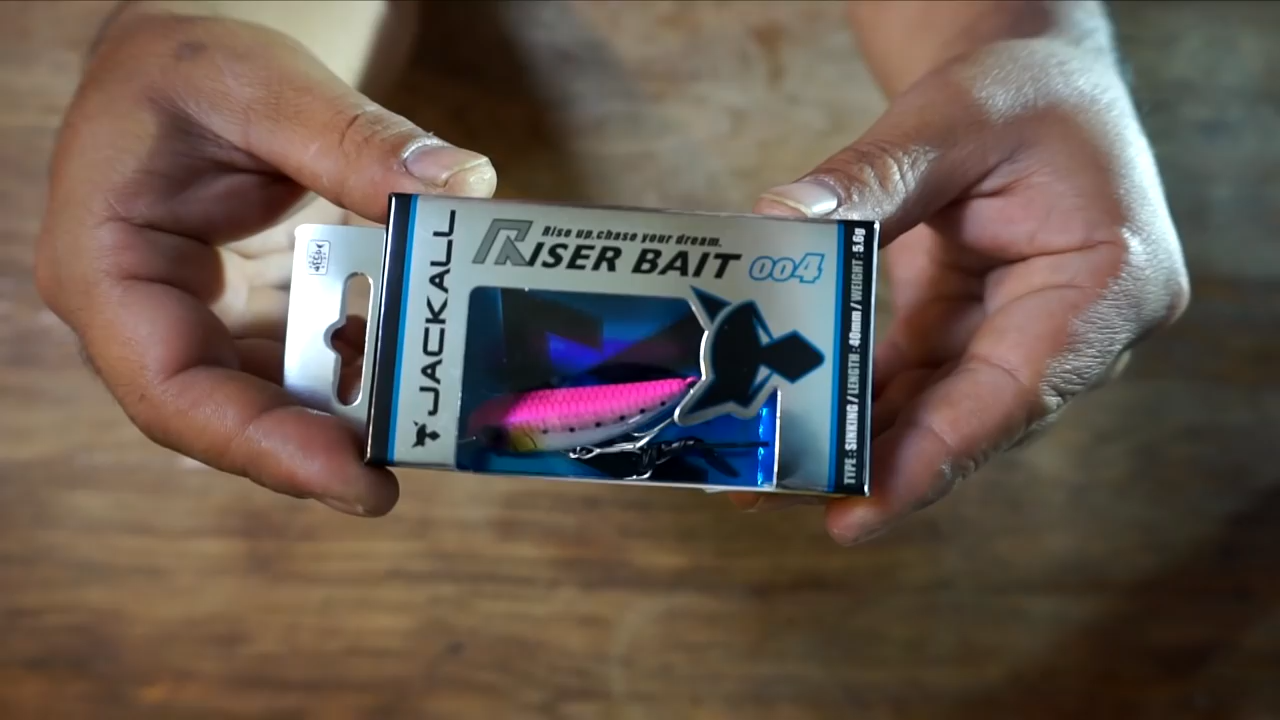 JACKALL
Rise up, chase your dream.
RISER BAIT 004
TYPE : SINKING / LENGTH : 40mm / WEIGHT : 5.6g